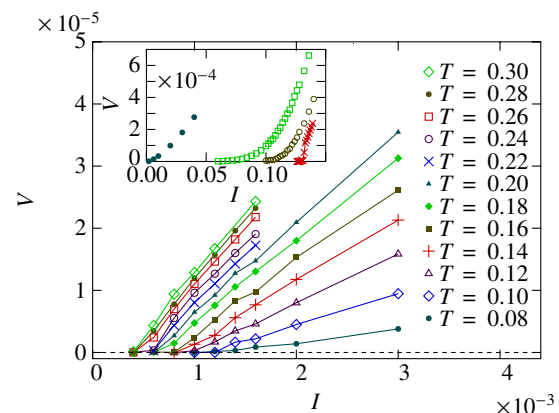 ×10⁻⁵
5
4
3
2
1
0
V
6
4
2
0
×10⁻⁴
V
0.00
0.05
0.10
I
T = 0.30
T = 0.28
T = 0.26
T = 0.24
T = 0.22
T = 0.20
T = 0.18
T = 0.16
T = 0.14
T = 0.12
T = 0.10
T = 0.08
0 1 2 3 4
I
×10⁻³